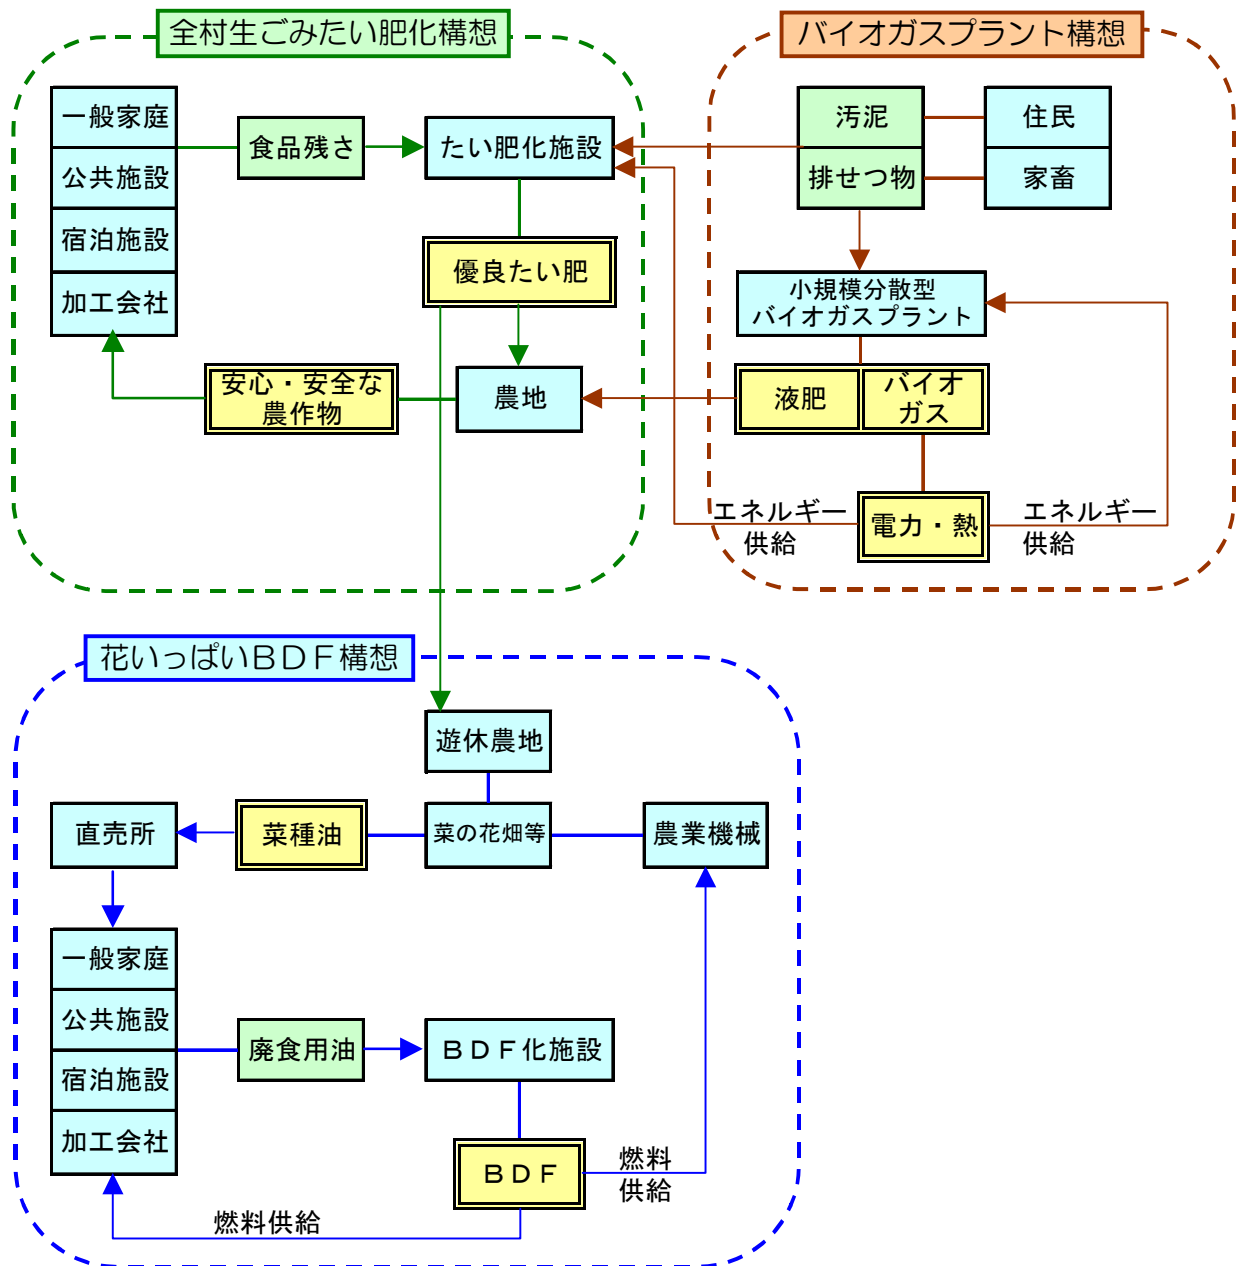 全村生ごみたい肥化構想
一般家庭
公共施設
宿泊施設
加工会社
食品残さ
たい肥化施設
優良たい肥
農地
安心・安全な
農作物
バイオガスプラント構想
汚泥
排せつ物
住民
家畜
小規模分散型
バイオガスプラント
液肥
バイオ
ガス
電力・熱
エネルギー
供給
エネルギー
供給
花いっぱいＢＤＦ構想
遊休農地
直売所
菜種油
菜の花畑等
農業機械
一般家庭
公共施設
宿泊施設
加工会社
廃食用油
ＢＤＦ化施設
ＢＤＦ
燃料
供給
燃料供給